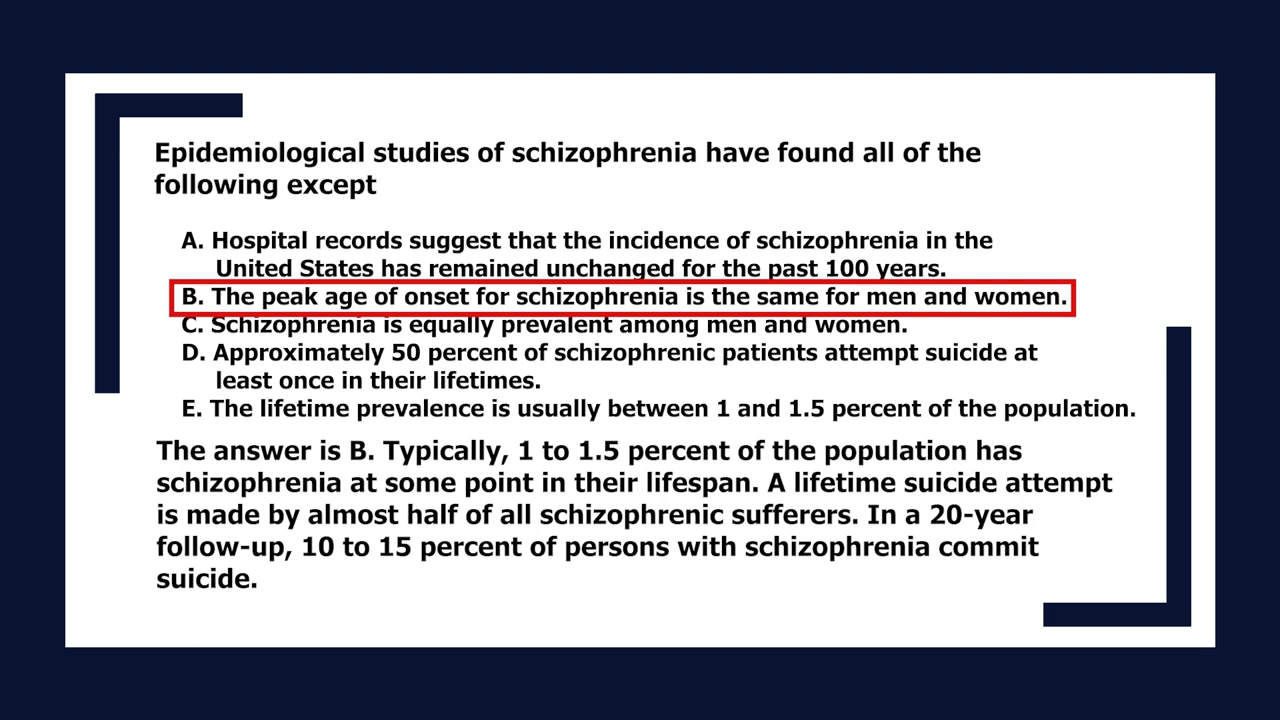 Epidemiological studies of schizophrenia have found all of the
following except
A. Hospital records suggest that the incidence of schizophrenia in the
United States has remained unchanged for the past 100 years.
B. The peak age of onset for schizophrenia is the same for men and women.
C. Schizophrenia is equally prevalent among men and women.
D. Approximately 50 percent of schizophrenic patients attempt suicide at
least once in their lifetimes.
E. The lifetime prevalence is usually between 1 and 1.5 percent of the population.
The answer is B. Typically, 1 to 1.5 percent of the population has
schizophrenia at some point in their lifespan. A lifetime suicide attempt
is made by almost half of all schizophrenic sufferers. In a 20-year
follow-up, 10 to 15 percent of persons with schizophrenia commit
suicide.